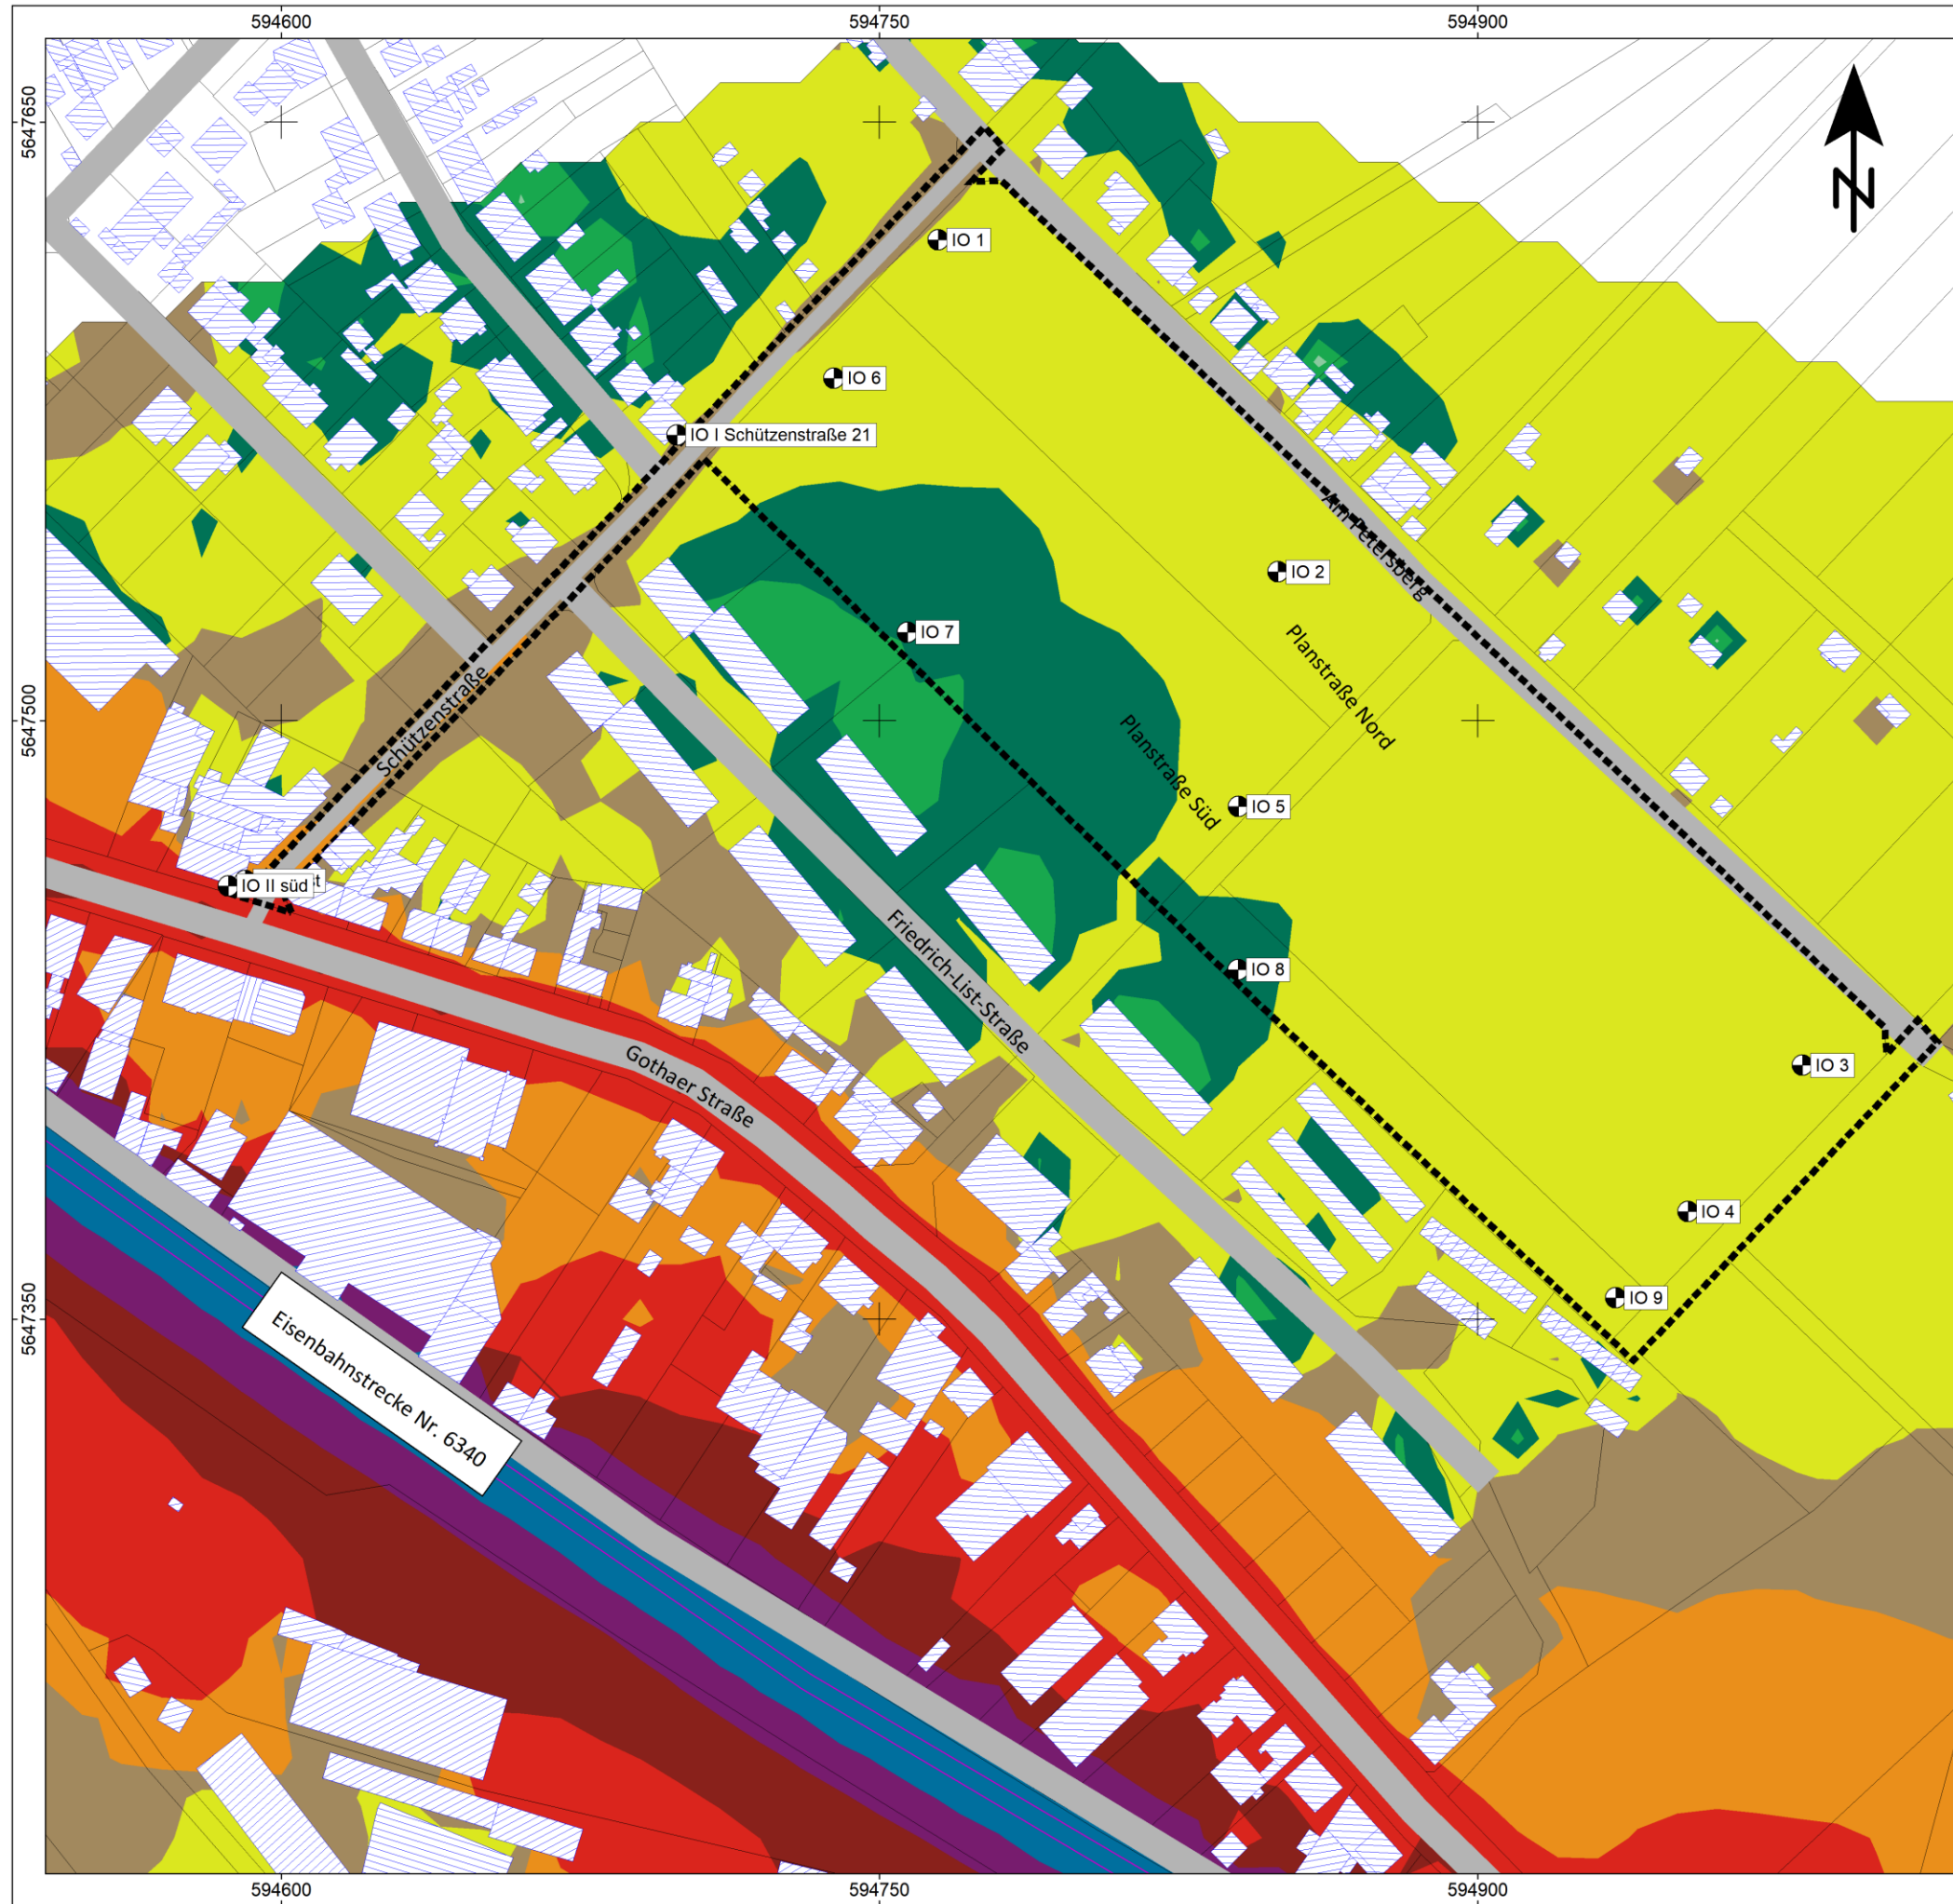 594600
594750
594900
5647650
N
IO 1
IO 6
IO I Schützenstraße 21
Am Petersberg
IO 2
IO 7
Planstraße Nord
5647500
Schützenstraße
Planstraße Süd
IO 5
IO II süd
Friedrich-List-Straße
IO 8
Gothaer Straße
IO 3
IO 4
5647350
IO 9
Eisenbahnstrecke Nr. 6340
594600
594750
594900